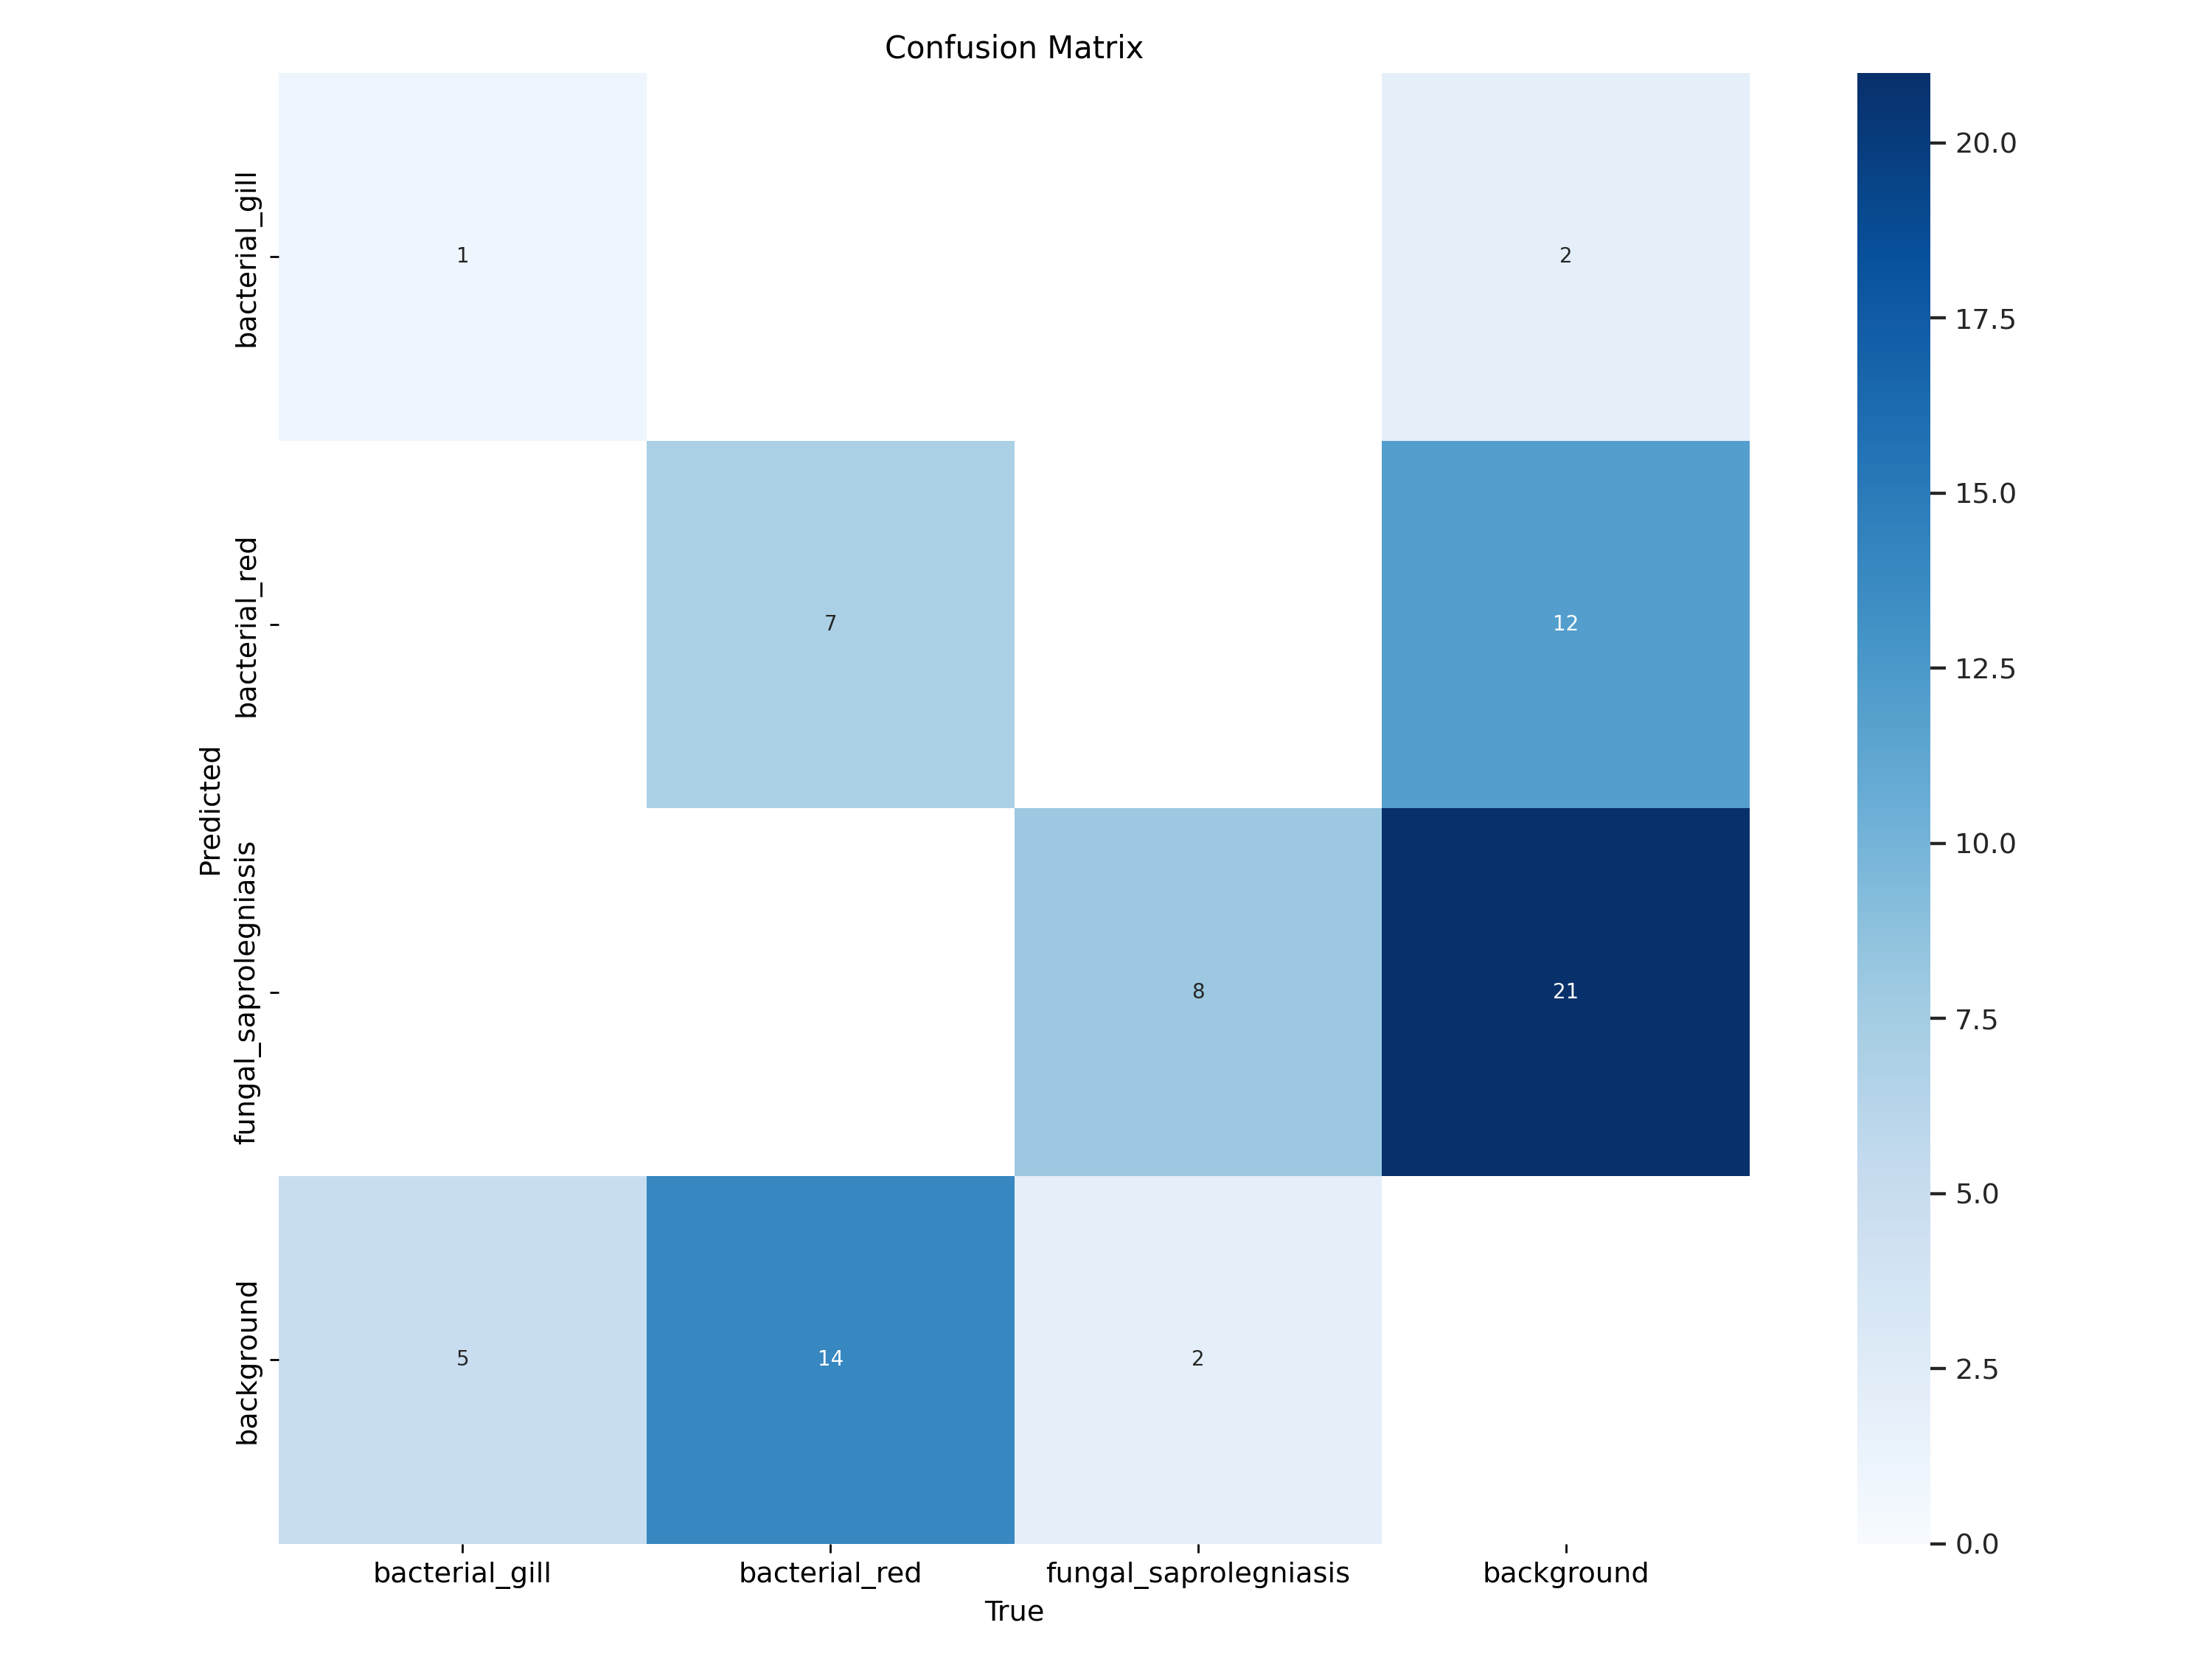 Confusion Matrix
Predicted
bacterial_gill
bacterial_red
fungal_saprolegniasis
background
1
2
7
12
8
21
5
14
2
bacterial_gill
bacterial_red
fungal_saprolegniasis
background
True
20.0
17.5
15.0
12.5
10.0
7.5
5.0
2.5
0.0